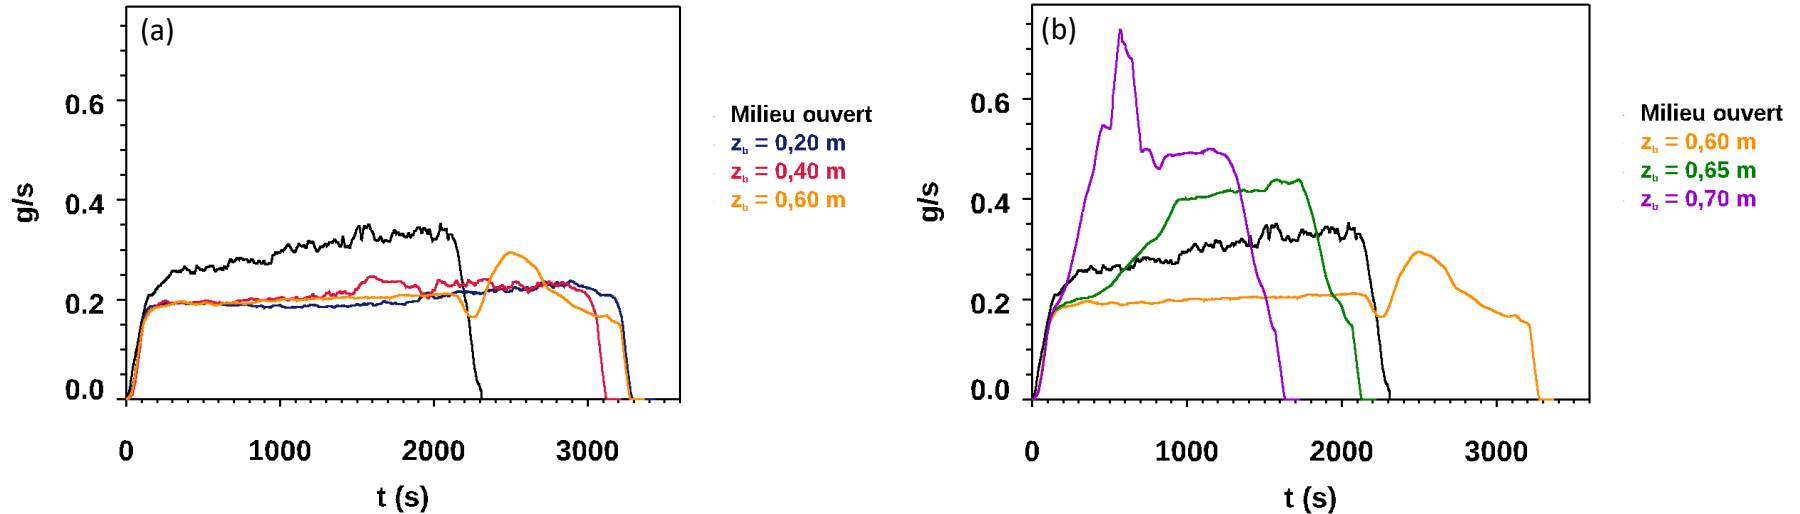 (a)
g/s
0.6
0.4
0.2
0.0
0 1000 2000 3000
t (s)
Milieu ouvert
z_b = 0,20 m
z_b = 0,40 m
z_b = 0,60 m
(b)
g/s
0.6
0.4
0.2
0.0
0 1000 2000 3000
t (s)
Milieu ouvert
z_b = 0,60 m
z_b = 0,65 m
z_b = 0,70 m